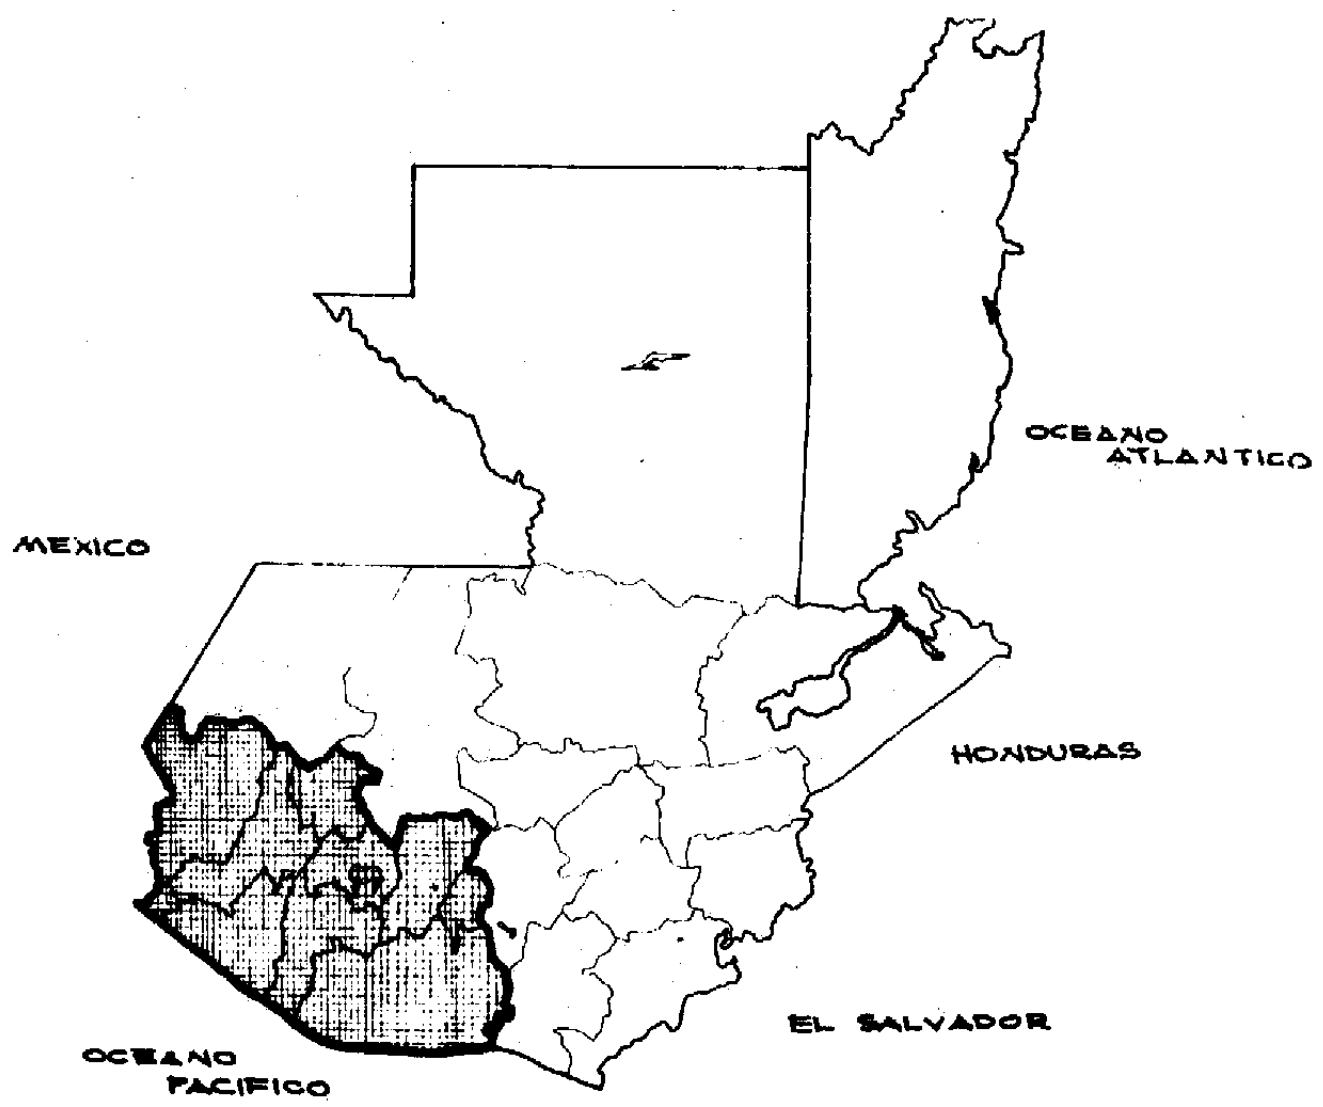 OCEANO
ATLANTICO
MEXICO
HONDURAS
EL SALVADOR
OCEANO
PACIFICO